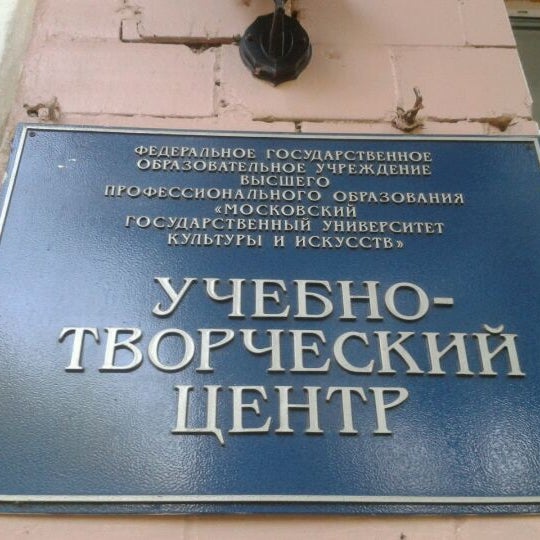 ФЕДЕРАЛЬНОЕ ГОСУДАРСТВЕННОЕ
ОБРАЗОВАТЕЛЬНОЕ УЧРЕЖДЕНИЕ
ВЫСШЕГО
ПРОФЕССИОНАЛЬНОГО ОБРАЗОВАНИЯ
«МОСКОВСКИЙ
ГОСУДАРСТВЕННЫЙ УНИВЕРСИТЕТ
КУЛЬТУРЫ И ИСКУССТВ»
УЧЕБНО-
ТВОРЧЕСКИЙ
ЦЕНТР